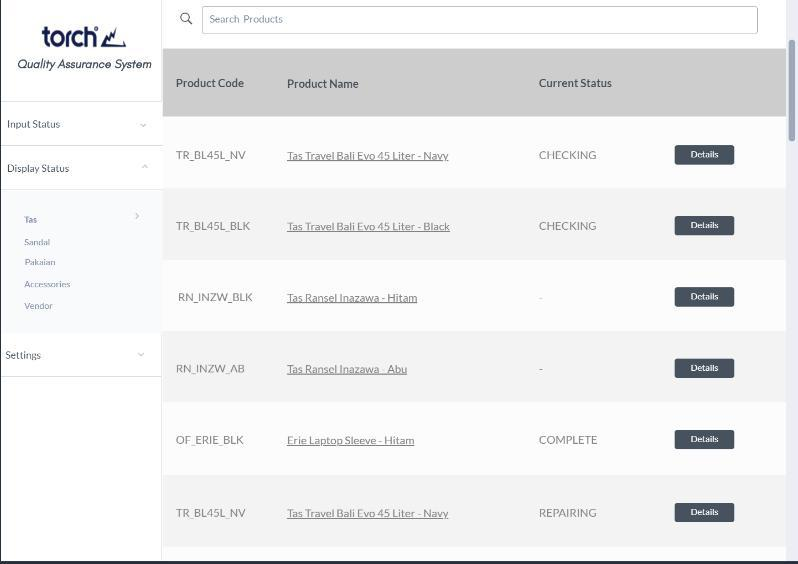 torch
Quality Assurance System
Input Status
Display Status
Tas
Sandal
Pakaian
Accessories
Vendor
Settings
Search Products
Product Code Product Name Current Status
TR_BL45L_NV Tas Travel Bali Evo 45 Liter - Navy CHECKING Details
TR_BL45L_BLK Tas Travel Bali Evo 45 Liter - Black CHECKING Details
RN_INZW_BLK Tas Ransel Inazawa - Hitam - Details
RN_INZW_AB Tas Ransel Inazawa - Abu - Details
OF_ERIE_BLK Erie Laptop Sleeve - Hitam COMPLETE Details
TR_BL45L_NV Tas Travel Bali Evo 45 Liter - Navy REPAIRING Details